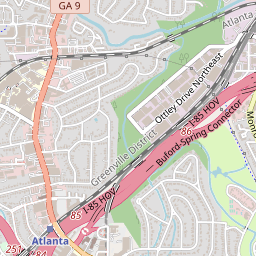 GA 9
Atlanta
Ottley Drive Northeast
I-85 HOV
Buford-Spring Connector
86
Greenville District
I-85 HOV
85
Atlanta
251
84